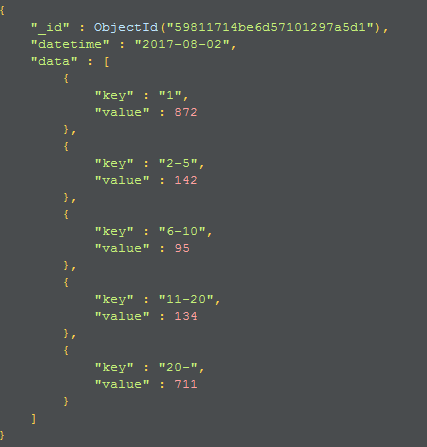 {
    "_id" : ObjectId("59811714be6d57101297a5d1"),
    "datetime" : "2017-08-02",
    "data" : [
        {
            "key" : "1",
            "value" : 872
        },
        {
            "key" : "2-5",
            "value" : 142
        },
        {
            "key" : "6-10",
            "value" : 95
        },
        {
            "key" : "11-20",
            "value" : 134
        },
        {
            "key" : "20-",
            "value" : 711
        }
    ]
}